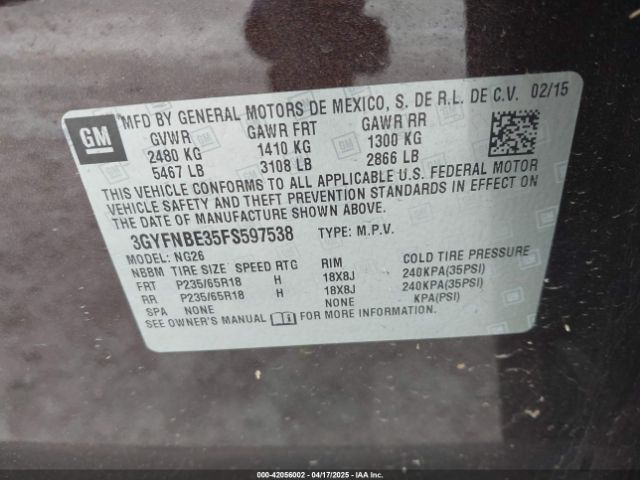 GM
MFD BY GENERAL MOTORS DE MEXICO, S. DE R.L. DE C.V. 02/15
GVWR GAWR FRT GAWR RR
2480 KG 1410 KG 1300 KG
5467 LB 3108 LB 2866 LB
THIS VEHICLE CONFORMS TO ALL APPLICABLE U.S. FEDERAL MOTOR
VEHICLE SAFETY AND THEFT PREVENTION STANDARDS IN EFFECT ON
THE DATE OF MANUFACTURE SHOWN ABOVE.
3GYFNBE35FS597538 TYPE: M.P.V.
MODEL: NG26
NBBM TIRE SIZE SPEED RTG RIM COLD TIRE PRESSURE
FRT P235/65R18 H 18X8J 240KPA(35PSI)
RR P235/65R18 H 18X8J 240KPA(35PSI)
SPA NONE NONE KPA(PSI)
SEE OWNER'S MANUAL FOR MORE INFORMATION.
000-42056002 - 04/17/2025 - IAAI.COM